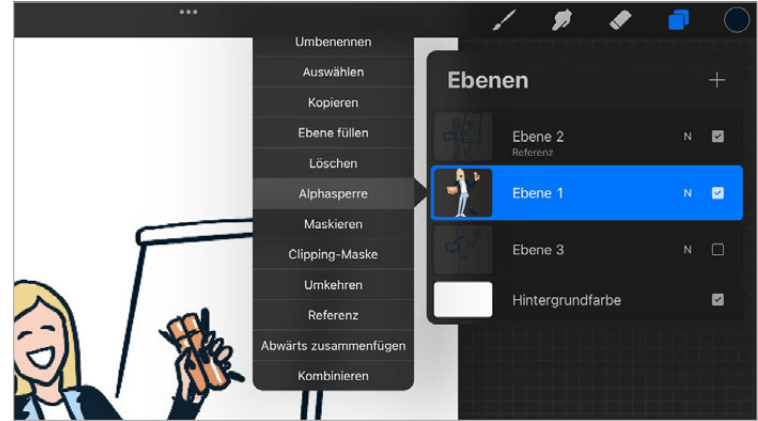 Umbenennen
Auswählen
Kopieren
Ebene füllen
Löschen
Alphasperre
Maskieren
Clipping-Maske
Umkehren
Referenz
Abwärts zusammenfügen
Kombinieren
Ebenen
Ebene 2 N
Referenz
Ebene 1 N
Ebene 3 N
Hintergrundfarbe